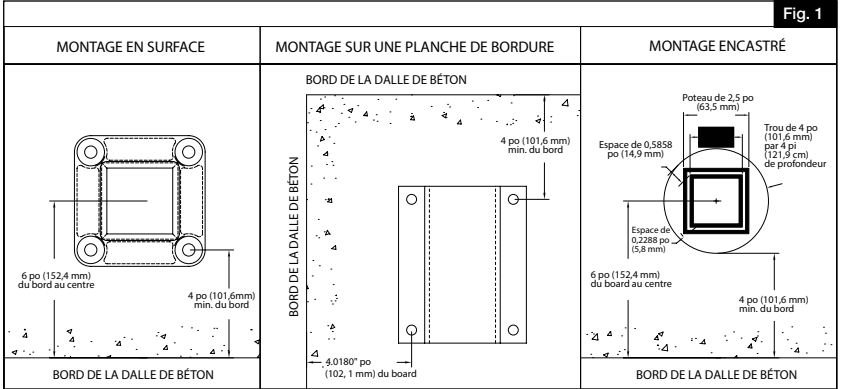 Fig. 1
MONTAGE EN SURFACE
MONTAGE SUR UNE PLANCHE DE BORDURE
MONTAGE ENCASTRÉ
6 po (152,4 mm)
du bord au centre
4 po (101,6mm)
min. du bord
BORD DE LA DALLE DE BÉTON
BORD DE LA DALLE DE BÉTON
BORD DE LA DALLE DE BÉTON
4 po (101,6 mm)
min. du bord
4.0180" po
(102, 1 mm) du board
Poteau de 2,5 po
(63,5 mm)
Trou de 4 po
(101,6 mm)
par 4 pi
(121,9 cm)
de profondeur
Espace de 0,5858
po (14,9 mm)
Espace de
0,2288 po
(5,8 mm)
6 po (152,4 mm)
du board au centre
4 po (101,6 mm)
min. du bord
BORD DE LA DALLE DE BÉTON